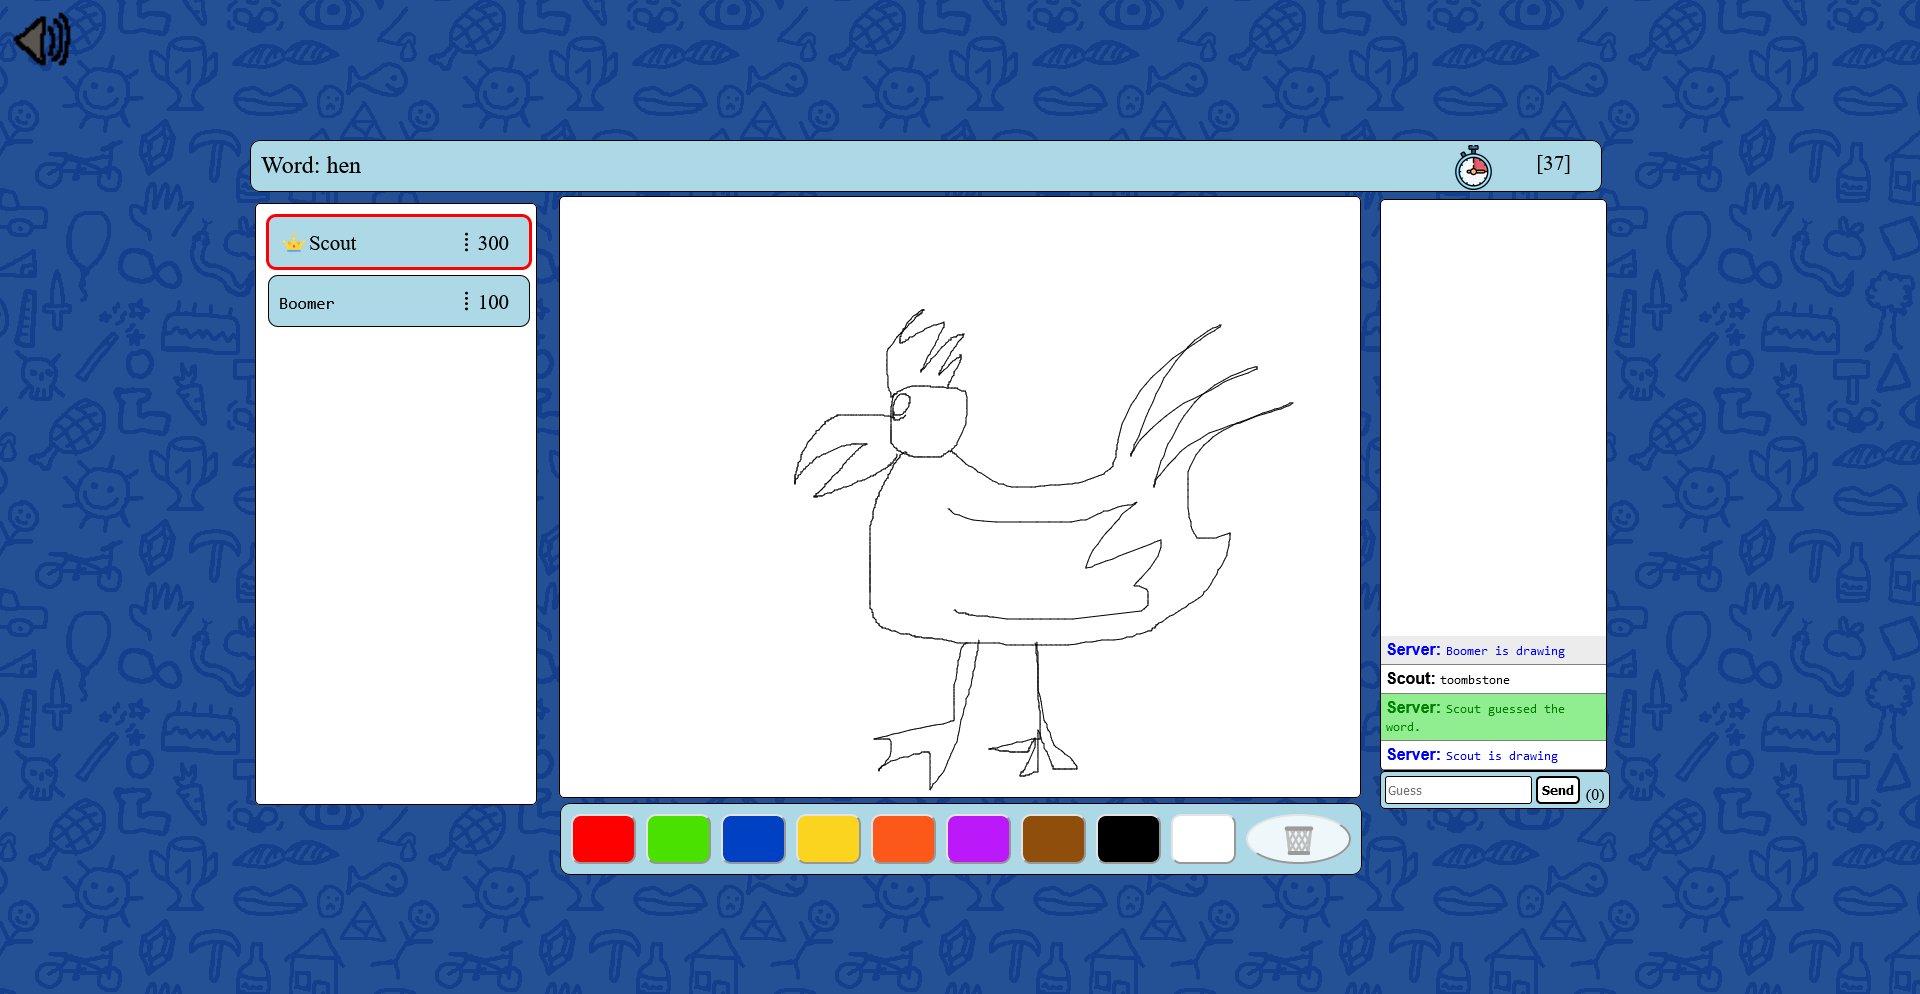 Word: hen
[37]
Scout
300
Boomer
100
Server: Boomer is drawing
Scout: toombstone
Server: Scout guessed the
word.
Server: Scout is drawing
Guess
Send
(0)